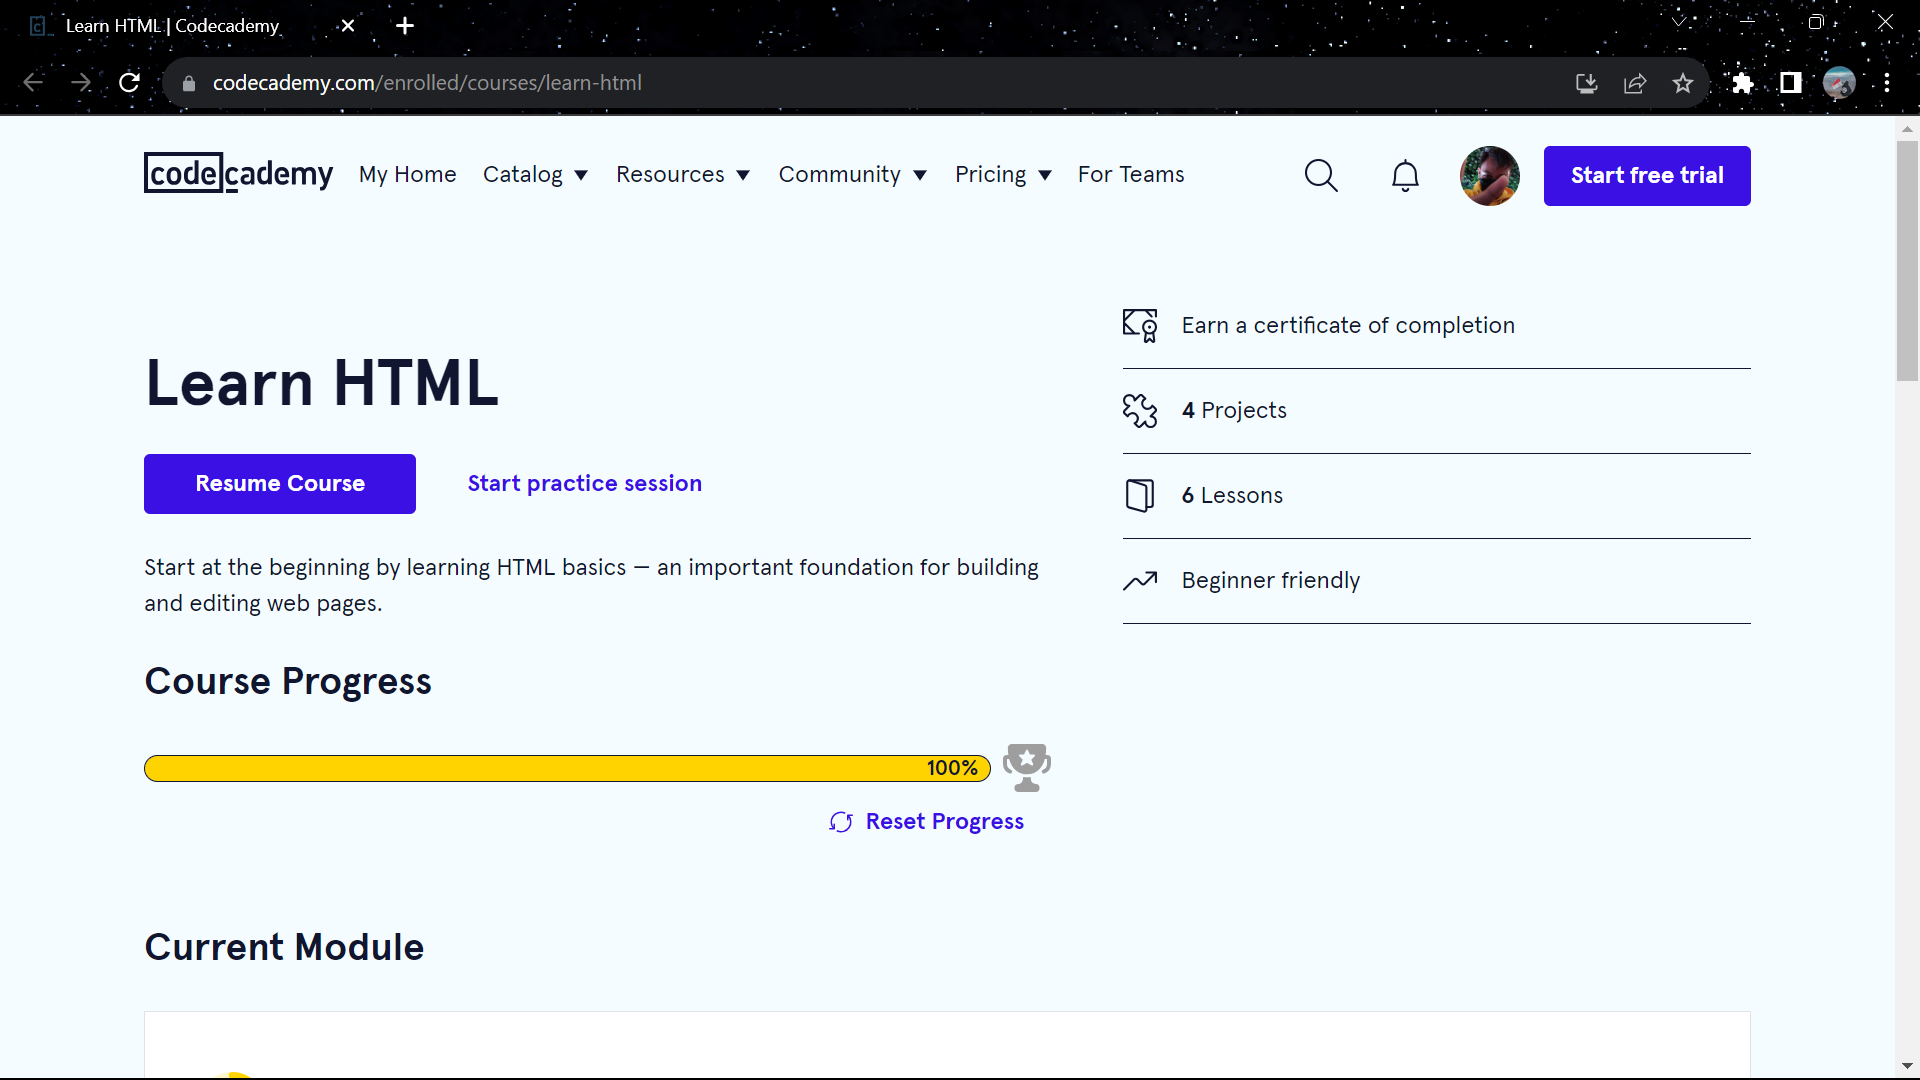 Learn HTML | Codecademy
codecademy.com/enrolled/courses/learn-html
codecademy My Home Catalog Resources Community Pricing For Teams Start free trial
Learn HTML
Resume Course Start practice session
Start at the beginning by learning HTML basics — an important foundation for building
and editing web pages.
Earn a certificate of completion
4 Projects
6 Lessons
Beginner friendly
Course Progress
100%
Reset Progress
Current Module